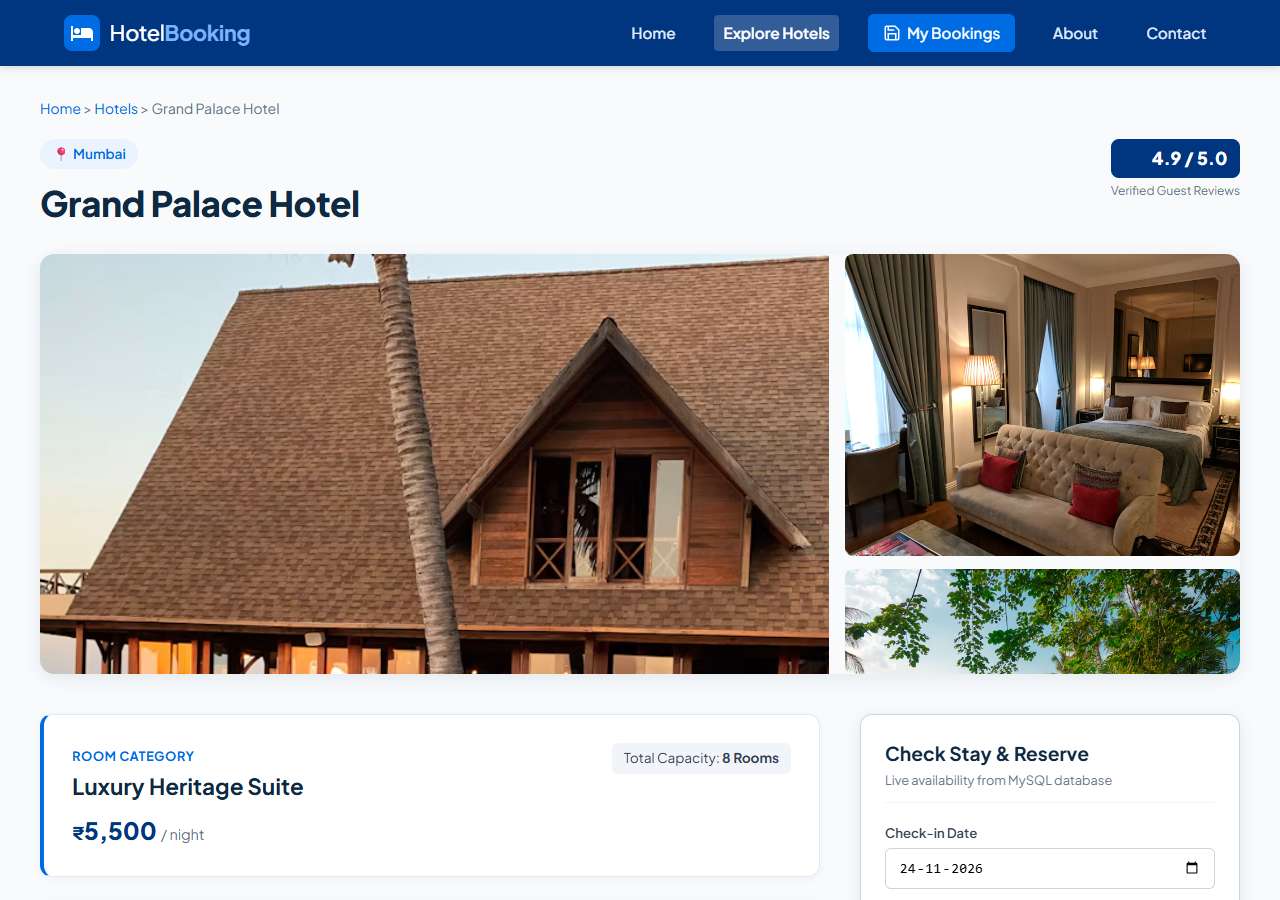 HotelBooking
Home
Explore Hotels
My Bookings
About
Contact
Home > Hotels > Grand Palace Hotel
Mumbai
4.9 / 5.0
Verified Guest Reviews
Grand Palace Hotel
ROOM CATEGORY
Total Capacity: 8 Rooms
Luxury Heritage Suite
₹5,500 / night
Check Stay & Reserve
Live availability from MySQL database
Check-in Date
24-11-2026